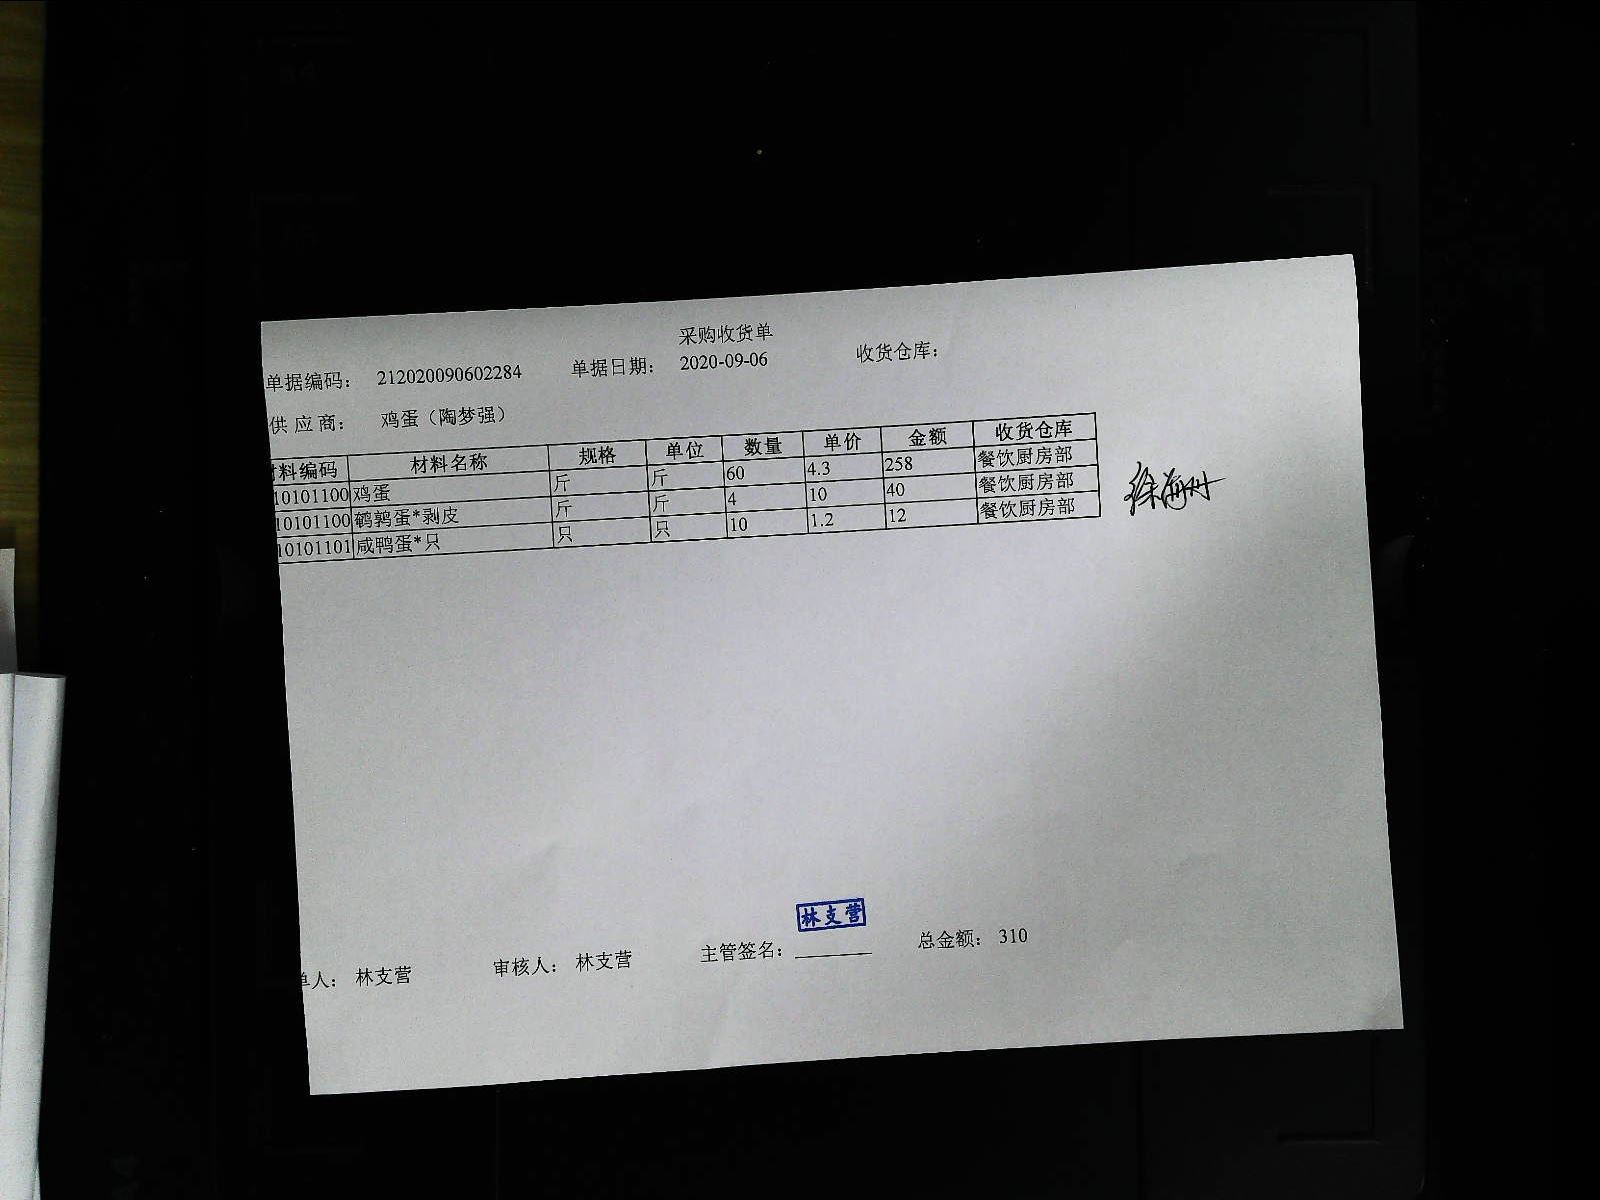 采购收货单
单据编码： 212020090602284 单据日期： 2020-09-06 收货仓库：
供应商： 鸡蛋（陶梦强）
材料编码 材料名称 规格 单位 数量 单价 金额 收货仓库
10101100 鸡蛋 斤 斤 60 4.3 258 餐饮厨房部
10101100 鹌鹑蛋*剥皮 斤 斤 4 10 40 餐饮厨房部
10101101 咸鸭蛋*只 只 只 10 1.2 12 餐饮厨房部
林支营
单人： 林支营 审核人： 林支营 主管签名： 总金额： 310